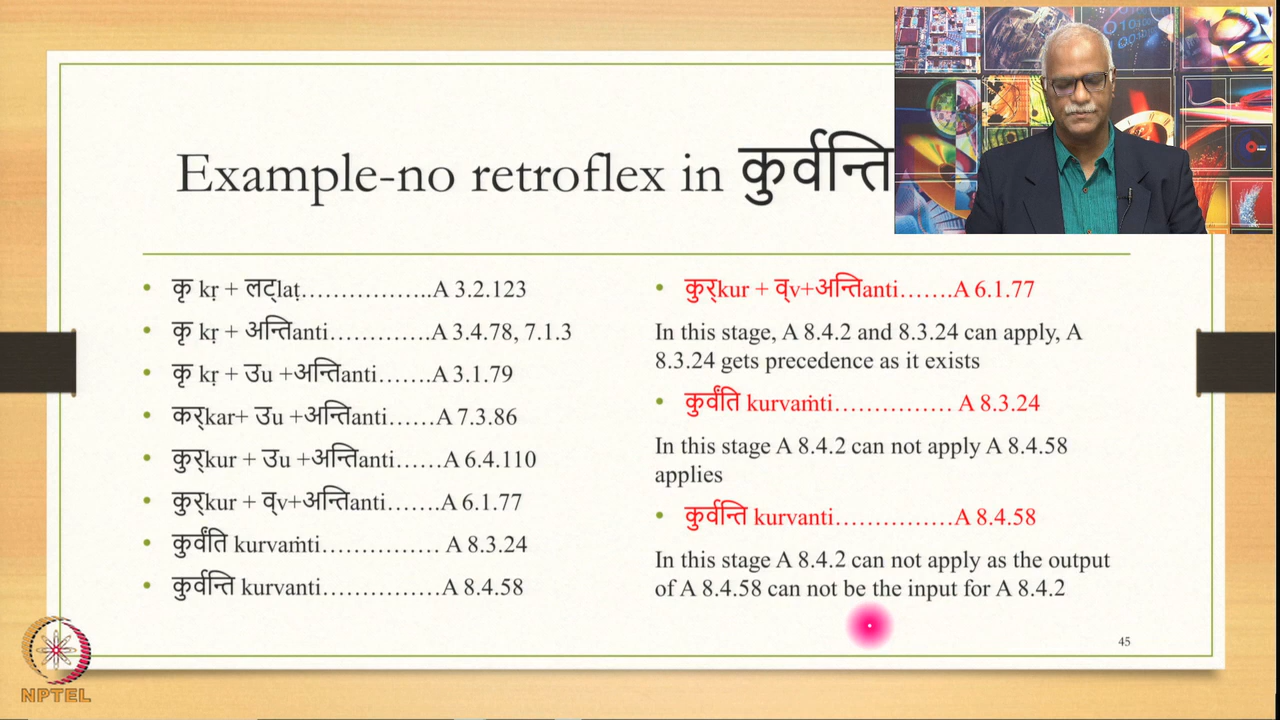 Example-no retroflex in कुर्वन्ति
कृ kṛ + लट्laṭ……………..A 3.2.123
कृ kṛ + अन्तिanti………….A 3.4.78, 7.1.3
कृ kṛ + उu +अन्तिanti…….A 3.1.79
कर्kar+ उu +अन्तिanti……A 7.3.86
कुर्kur + उu +अन्तिanti……A 6.4.110
कुर्kur + व्v+अन्तिanti…….A 6.1.77
कुर्वंति kurvaṁti…………… A 8.3.24
कुर्वन्ति kurvanti……………A 8.4.58
कुर्kur + व्v+अन्तिanti…….A 6.1.77
In this stage, A 8.4.2 and 8.3.24 can apply, A
8.3.24 gets precedence as it exists
कुर्वंति kurvaṁti…………… A 8.3.24
In this stage A 8.4.2 can not apply A 8.4.58
applies
कुर्वन्ति kurvanti……………A 8.4.58
In this stage A 8.4.2 can not apply as the output
of A 8.4.58 can not be the input for A 8.4.2
45
NPTEL